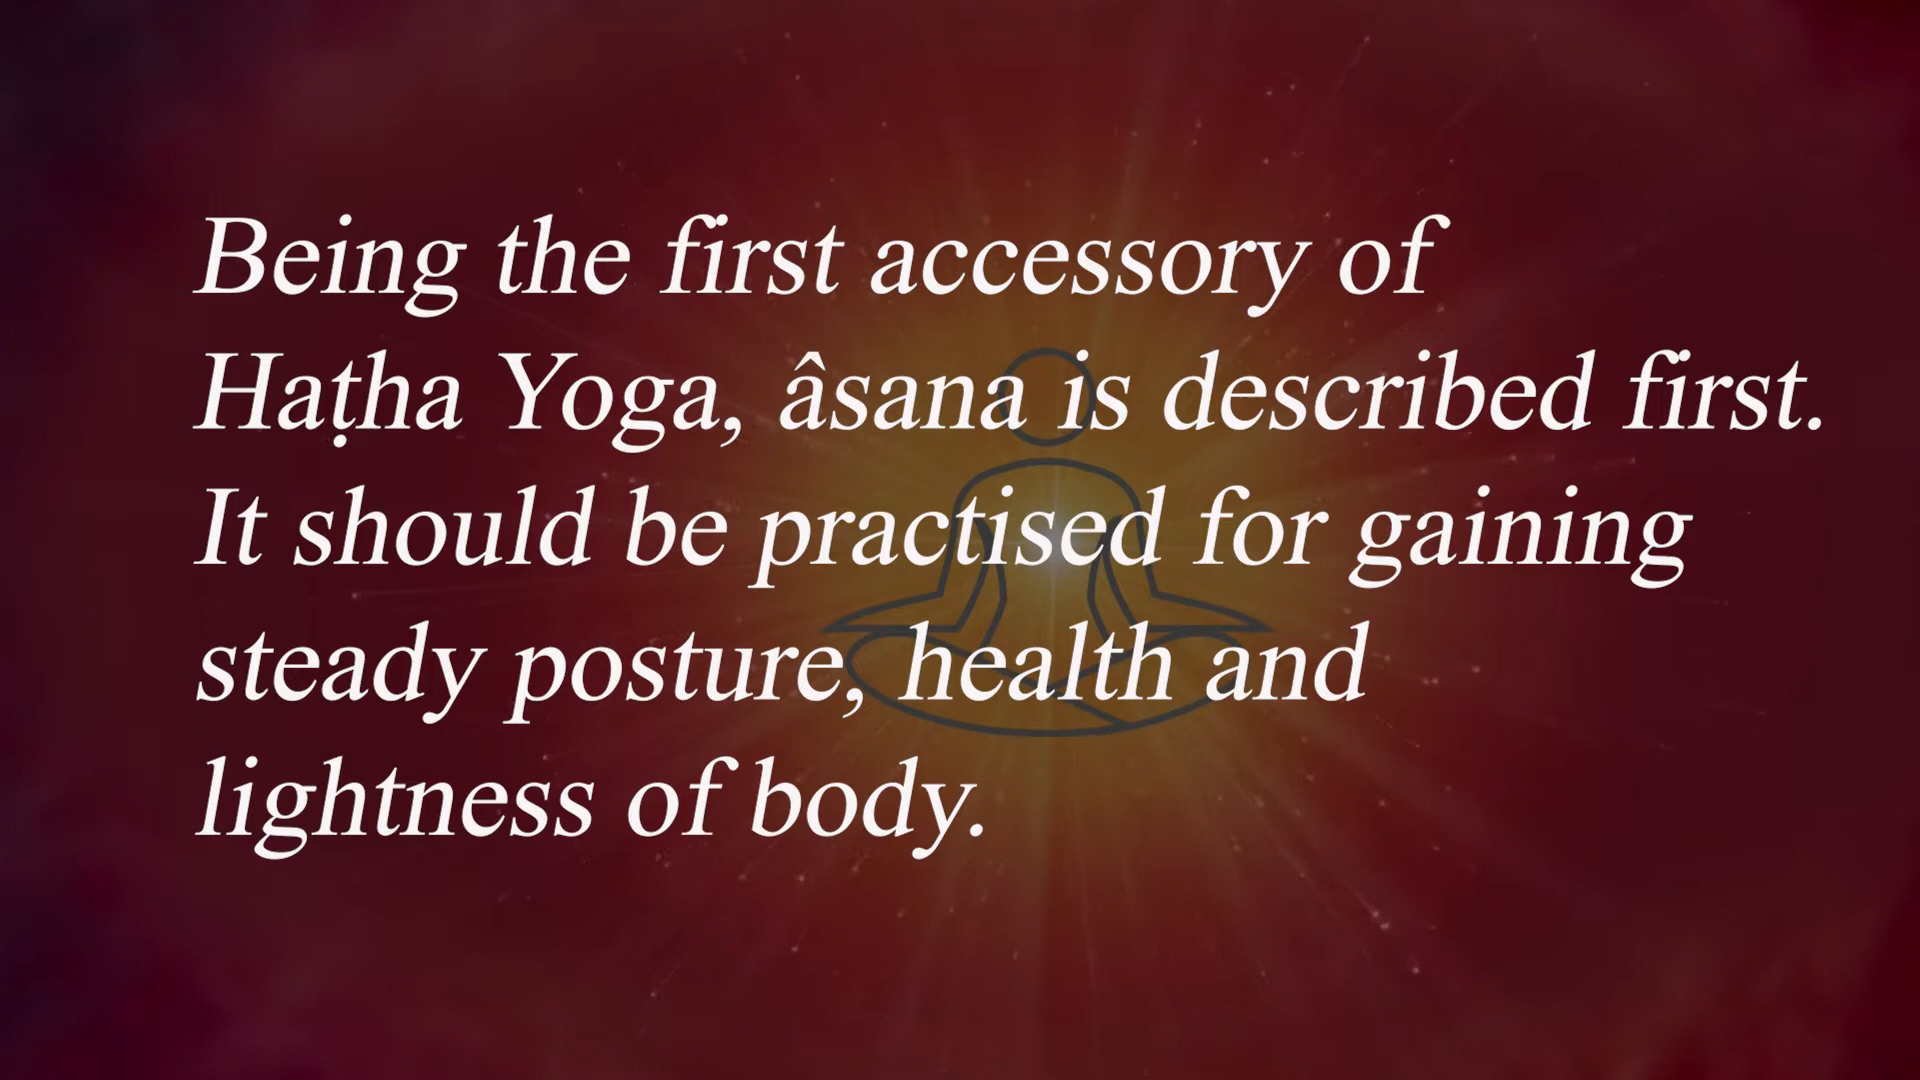 Being the first accessory of
Haṭha Yoga, âsana is described first.
It should be practised for gaining
steady posture, health and
lightness of body.